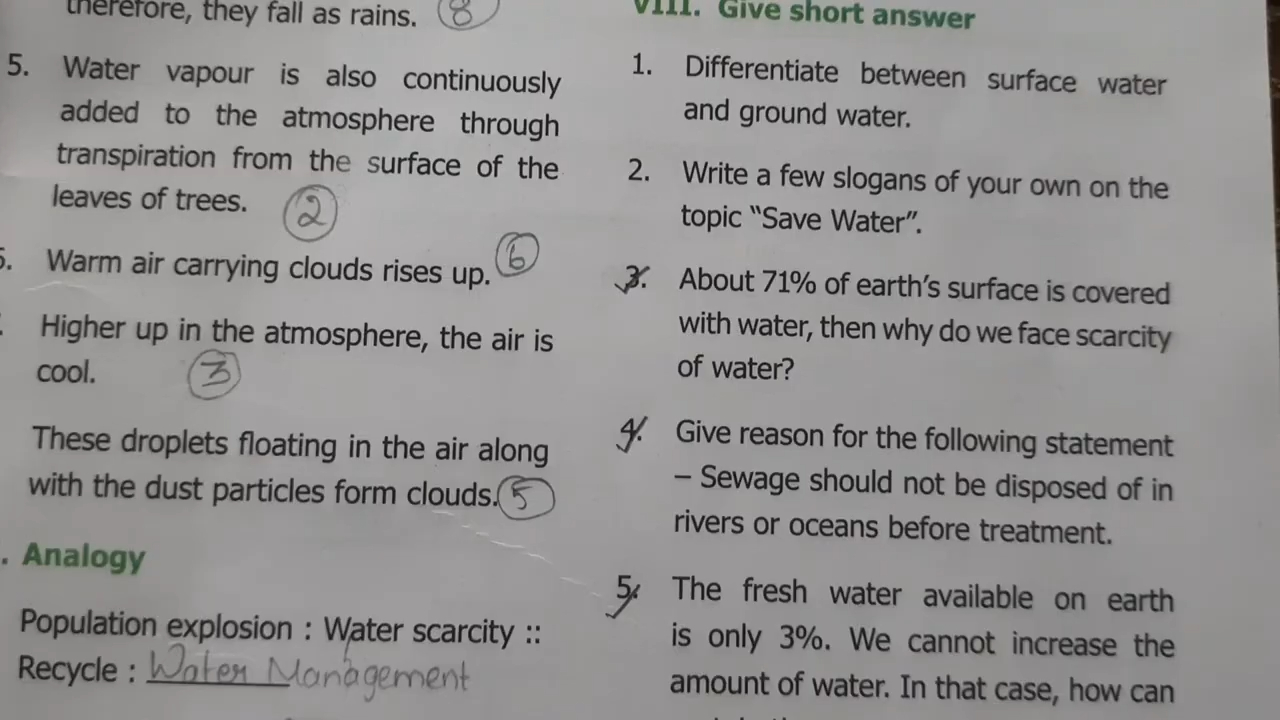 therefore, they fall as rains. 8
5. Water vapour is also continuously
added to the atmosphere through
transpiration from the surface of the
leaves of trees. 2
Warm air carrying clouds rises up. 6
Higher up in the atmosphere, the air is
cool. 3
These droplets floating in the air along
with the dust particles form clouds. 5
. Analogy
Population explosion : Water scarcity ::
Recycle : Water Management
VIII. Give short answer
1. Differentiate between surface water
and ground water.
2. Write a few slogans of your own on the
topic “Save Water”.
3. About 71% of earth’s surface is covered
with water, then why do we face scarcity
of water?
4. Give reason for the following statement
– Sewage should not be disposed of in
rivers or oceans before treatment.
5. The fresh water available on earth
is only 3%. We cannot increase the
amount of water. In that case, how can